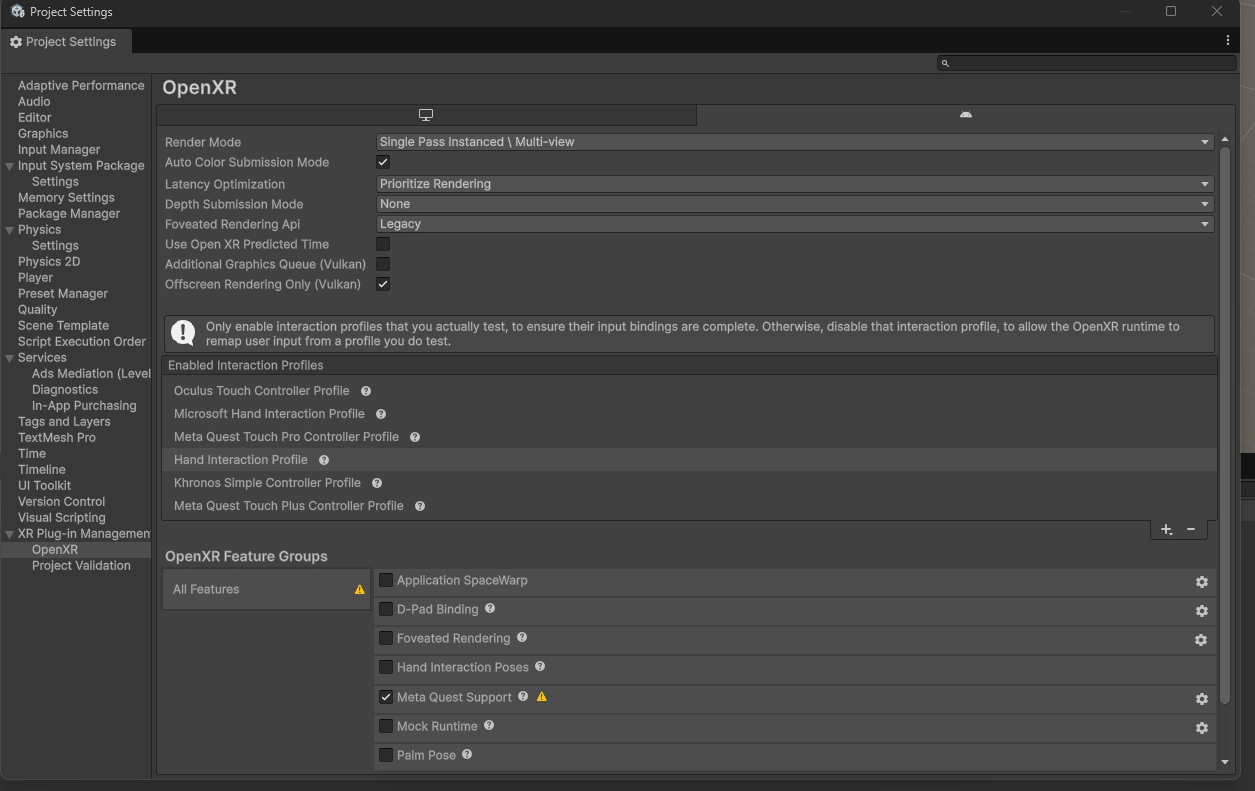 Project Settings
Project Settings
Adaptive Performance
Audio
Editor
Graphics
Input Manager
Input System Package
Settings
Memory Settings
Package Manager
Physics
Settings
Physics 2D
Player
Preset Manager
Quality
Scene Template
Script Execution Order
Services
Ads Mediation (Level
Diagnostics
In-App Purchasing
Tags and Layers
TextMesh Pro
Time
Timeline
UI Toolkit
Version Control
Visual Scripting
XR Plug-in Managemen
OpenXR
Project Validation
OpenXR
Render Mode Single Pass Instanced \ Multi-view
Auto Color Submission Mode
Latency Optimization Prioritize Rendering
Depth Submission Mode None
Foveated Rendering Api Legacy
Use Open XR Predicted Time
Additional Graphics Queue (Vulkan)
Offscreen Rendering Only (Vulkan)
Only enable interaction profiles that you actually test, to ensure their input bindings are complete. Otherwise, disable that interaction profile, to allow the OpenXR runtime to
remap user input from a profile you do test.
Enabled Interaction Profiles
Oculus Touch Controller Profile
Microsoft Hand Interaction Profile
Meta Quest Touch Pro Controller Profile
Hand Interaction Profile
Khronos Simple Controller Profile
Meta Quest Touch Plus Controller Profile
OpenXR Feature Groups
All Features
Application SpaceWarp
D-Pad Binding
Foveated Rendering
Hand Interaction Poses
Meta Quest Support
Mock Runtime
Palm Pose